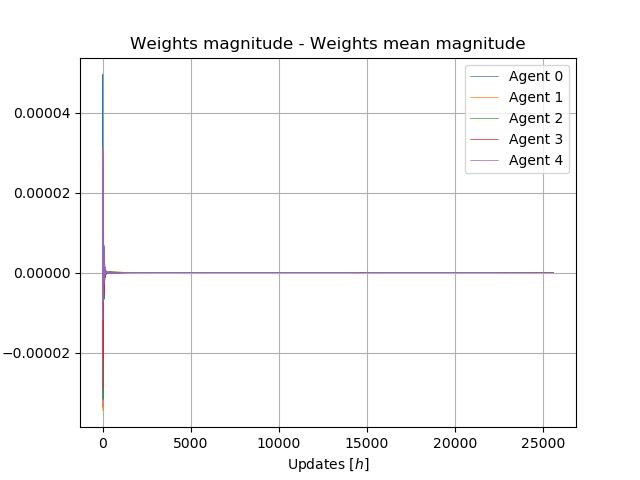 Weights magnitude - Weights mean magnitude
Agent 0
Agent 1
Agent 2
Agent 3
Agent 4
0.00004
0.00002
0.00000
−0.00002
0 5000 10000 15000 20000 25000
Updates [h]